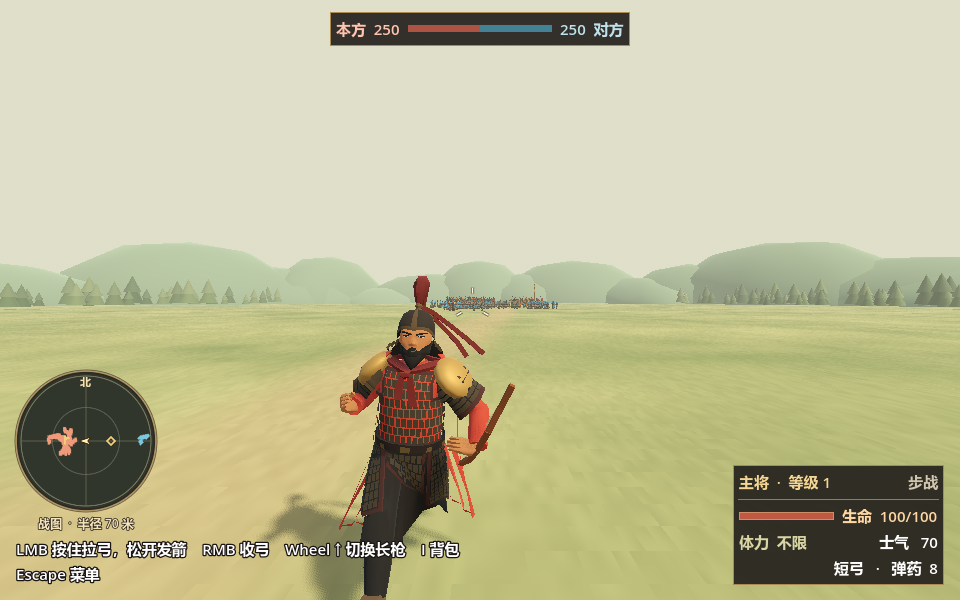 本方 250 250 对方
北
战图 · 半径 70 米
LMB 按住拉弓，松开发箭 RMB 收弓 Wheel ↑ 切换长枪 I 背包
Escape 菜单
主将 · 等级 1 步战
生命 100/100
体力 不限 士气 70
短弓 · 弹药 8